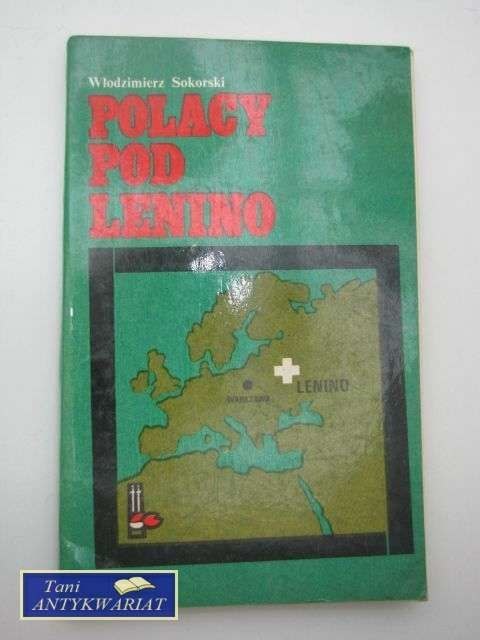 Włodzimierz Sokorski
POLACY
POD
LENINO
LENINO
WARSZAWA
Tani
ANTYKWARIAT